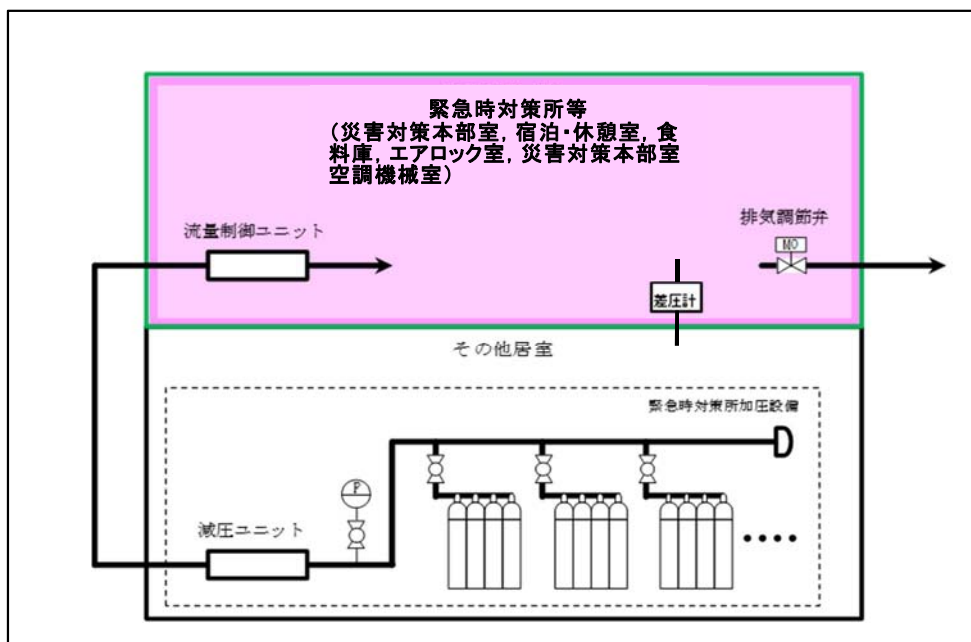 緊急時対策所等
（災害対策本部室，宿泊・休憩室，食
料庫，エアロック室，災害対策本部室
空調機械室）
排気調節弁
流量制御ユニット
MO
差圧計
その他居室
緊急時対策所加圧設備
P
減圧ユニット